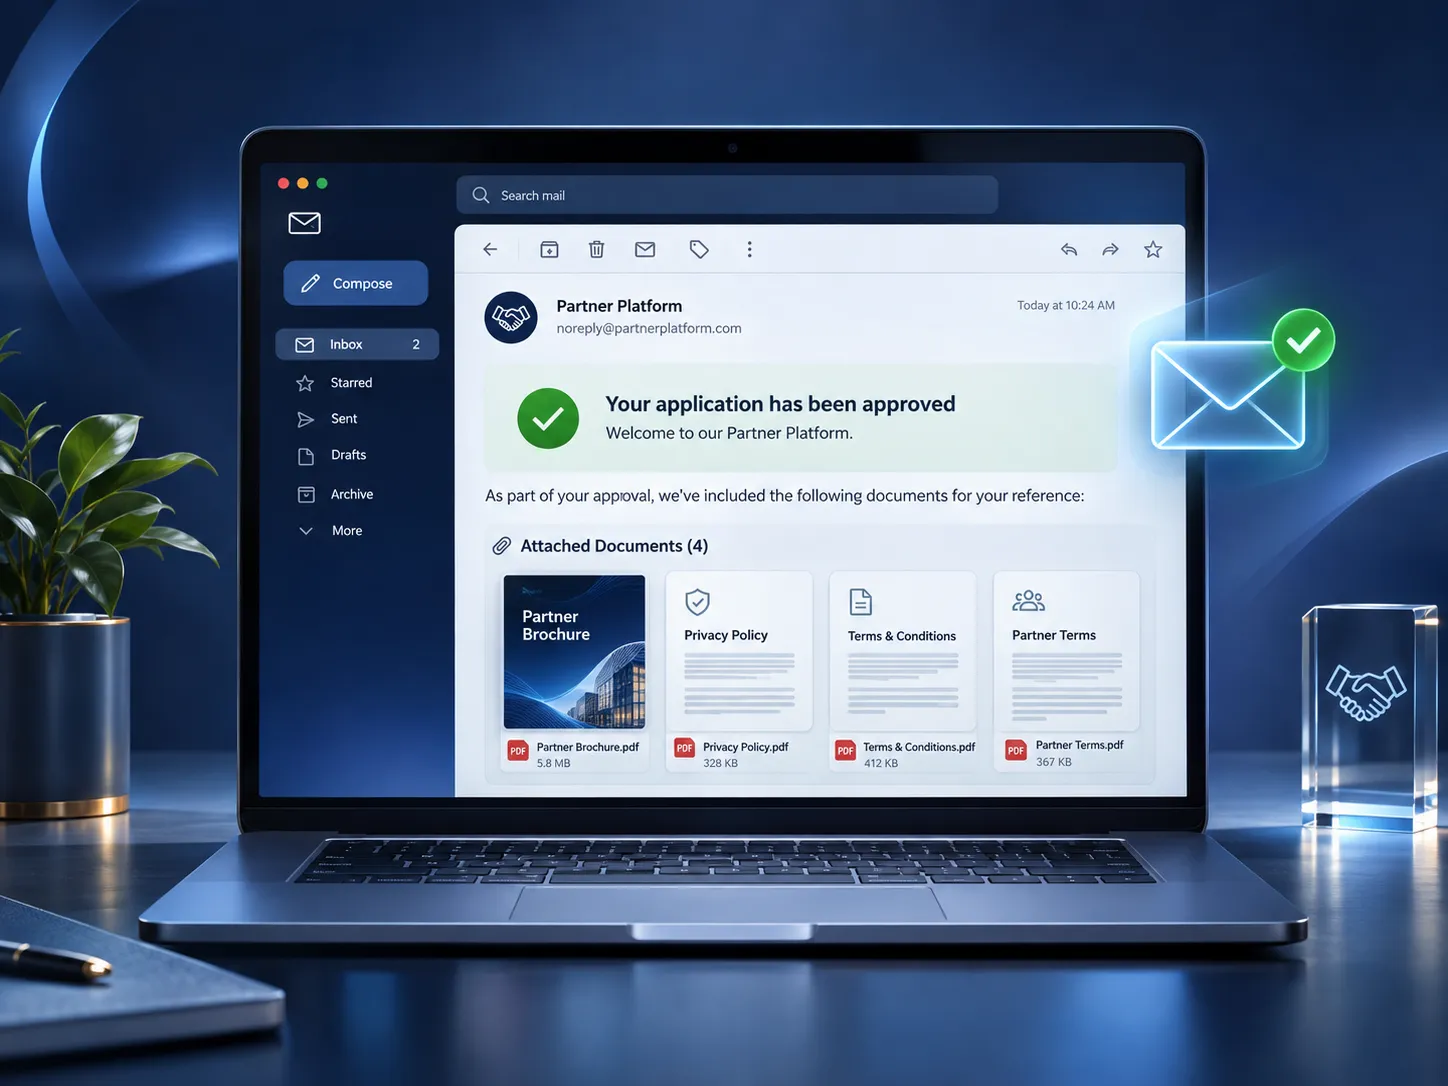 Search mail
Compose
Inbox 2
Starred
Sent
Drafts
Archive
More
Partner Platform
noreply@partnerplatform.com
Today at 10:24 AM
Your application has been approved
Welcome to our Partner Platform.
As part of your approval, we've included the following documents for your reference:
Attached Documents (4)
Partner
Brochure
PDF
Partner Brochure.pdf
5.8 MB
Privacy Policy
PDF
Privacy Policy.pdf
328 KB
Terms & Conditions
PDF
Terms & Conditions.pdf
412 KB
Partner Terms
PDF
Partner Terms.pdf
367 KB